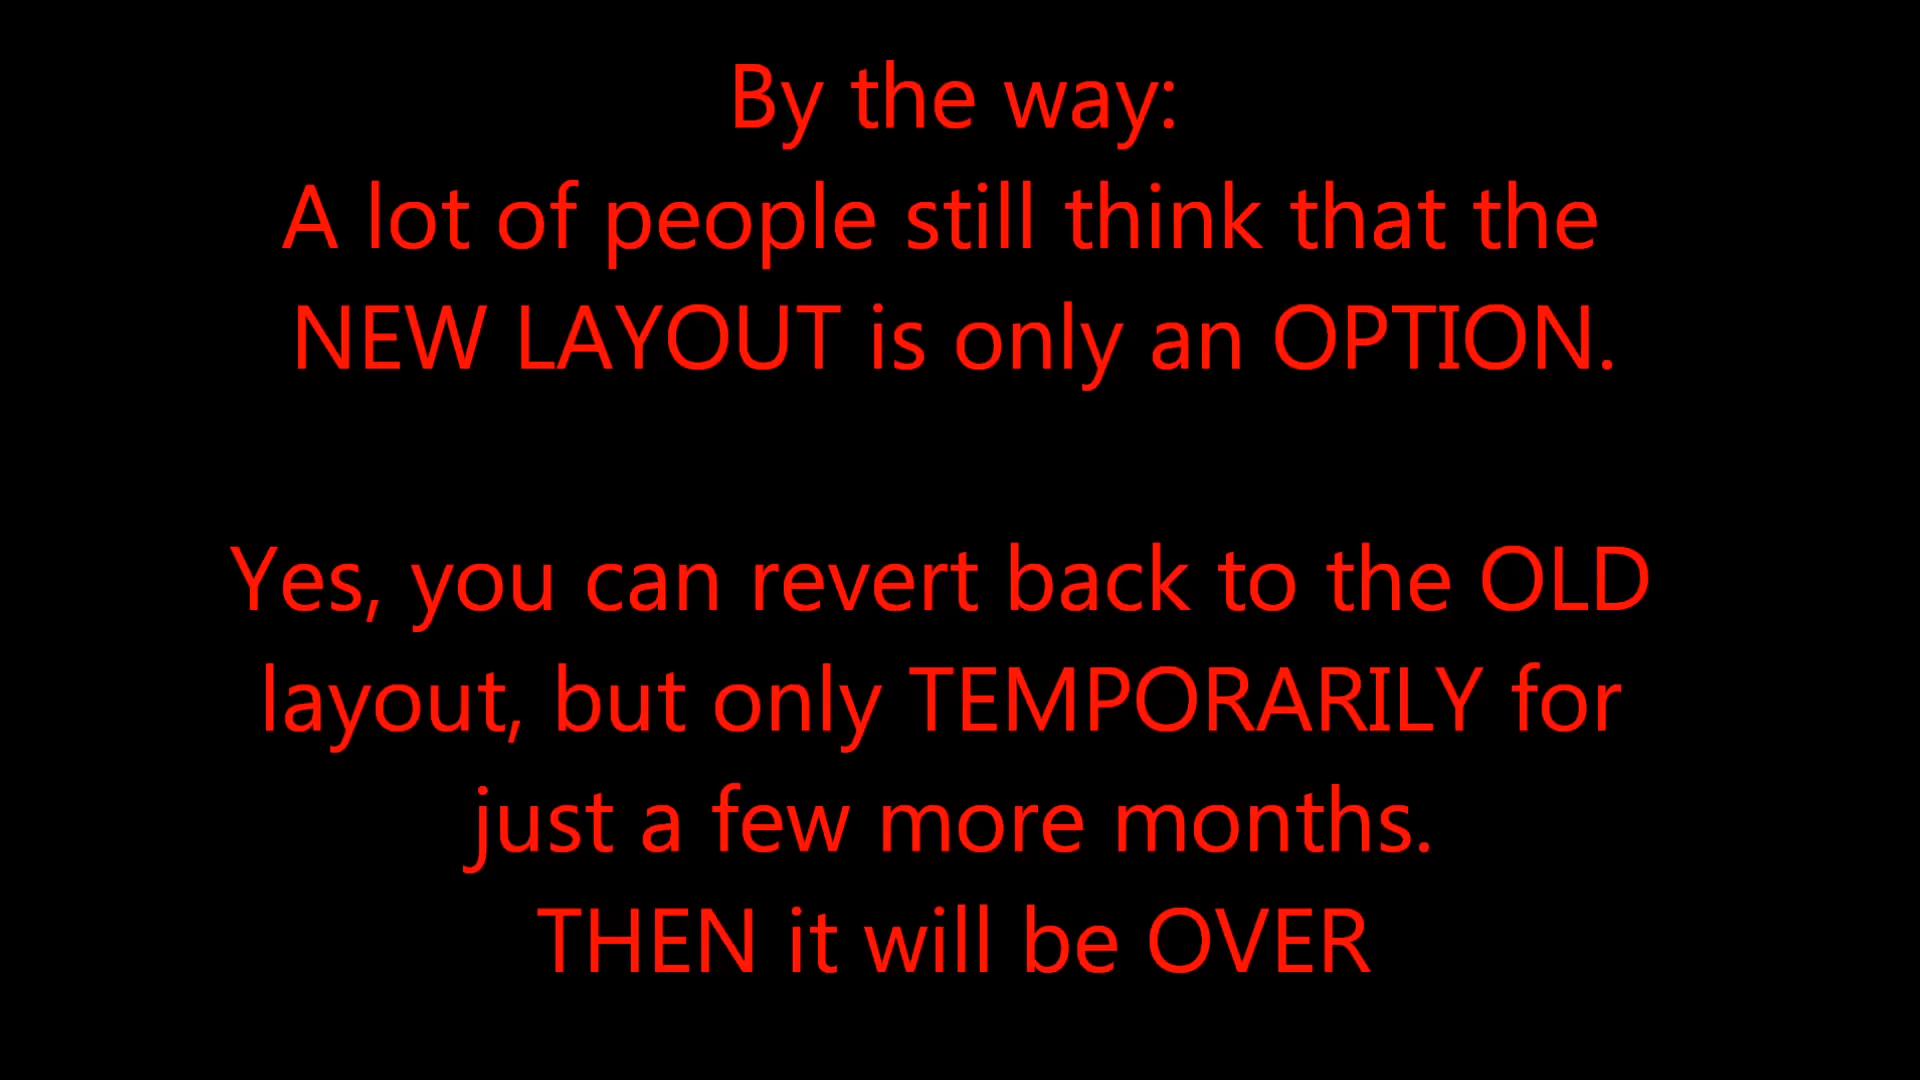 By the way:
A lot of people still think that the
NEW LAYOUT is only an OPTION.
Yes, you can revert back to the OLD
layout, but only TEMPORARILY for
just a few more months.
THEN it will be OVER